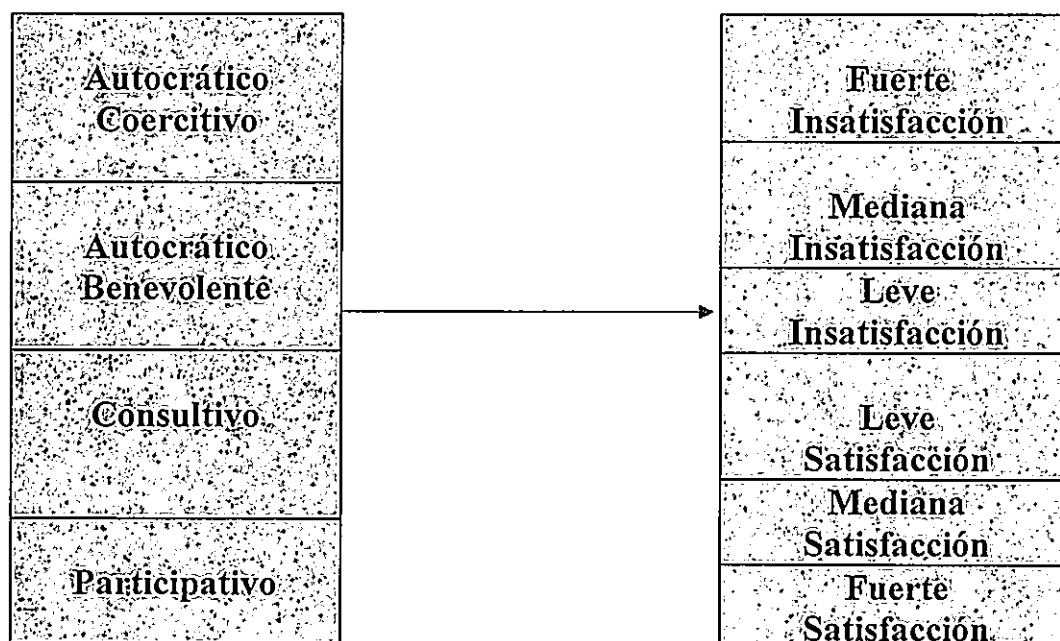 Autocrático
Coercitivo
Autocrático
Benevolente
Consultivo
Participativo
Fuerte
Insatisfacción
Mediana
Insatisfacción
Leve
Insatisfacción
Leve
Satisfacción
Mediana
Satisfacción
Fuerte
Satisfacción